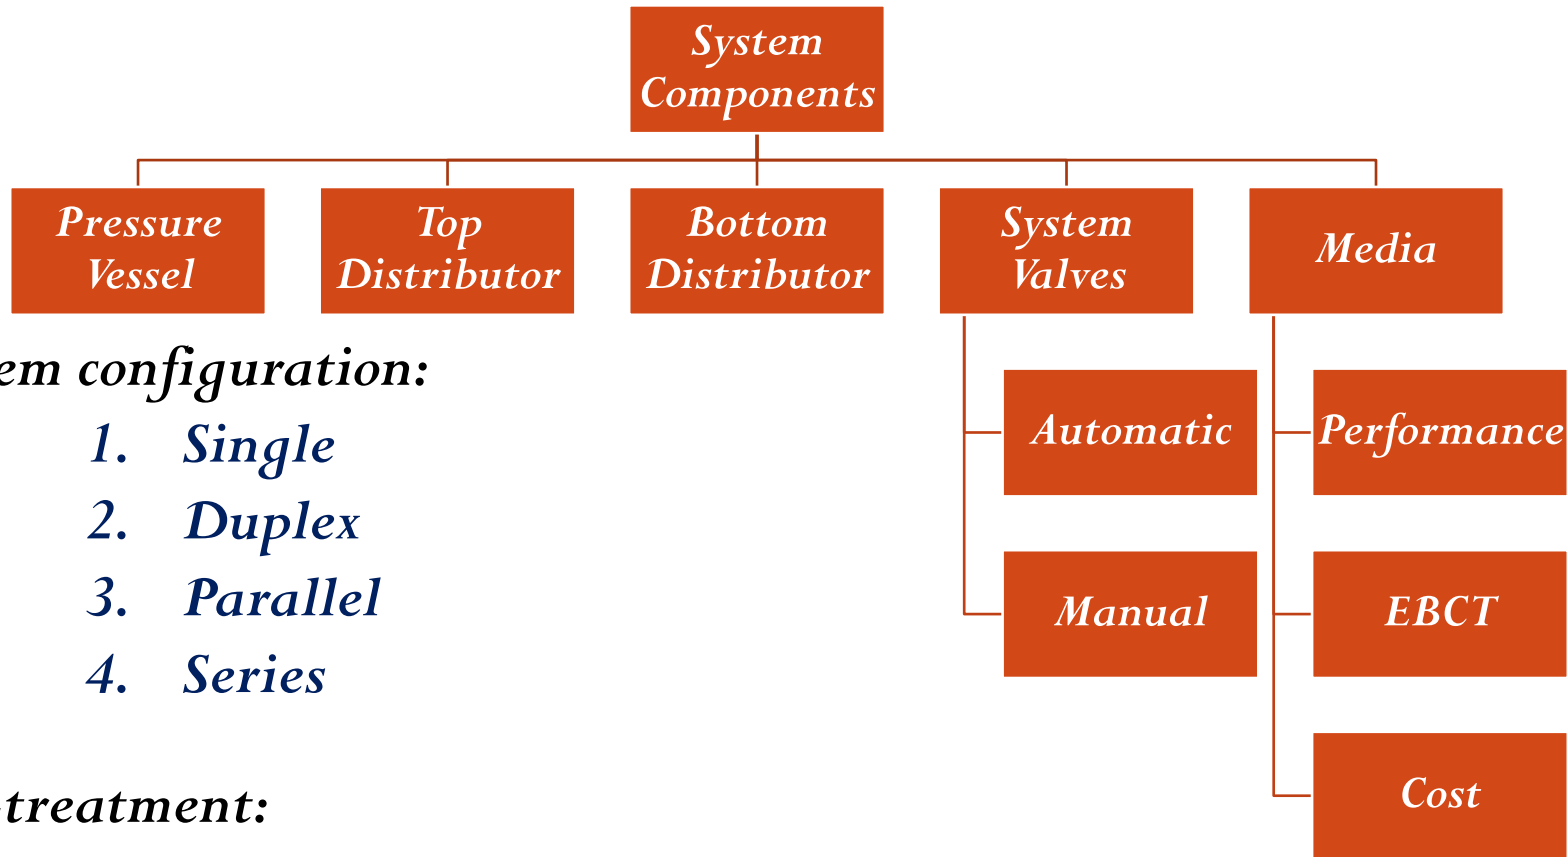 System
Components
Pressure
Vessel
Top
Distributor
Bottom
Distributor
System
Valves
Media
em configuration:
1. Single
2. Duplex
3. Parallel
4. Series
Automatic
Manual
Performance
EBCT
Cost
-treatment: